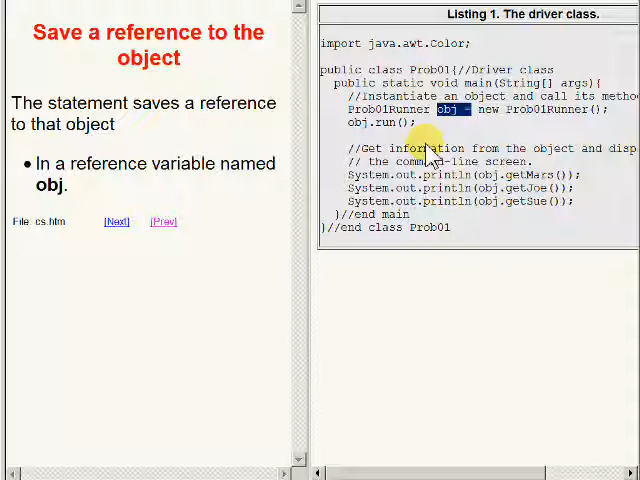 Save a reference to the
object
The statement saves a reference
to that object
• In a reference variable named
obj.
File: cs.htm [Next] [Prev]
Listing 1. The driver class.
import java.awt.Color;
public class Prob01{//Driver class
public static void main(String[] args){
//Instantiate an object and call its metho
Prob01Runner obj = new Prob01Runner();
obj.run();
//Get information from the object and disp
// the command-line screen.
System.out.println(obj.getMars());
System.out.println(obj.getJoe());
System.out.println(obj.getSue());
}//end main
}//end class Prob01